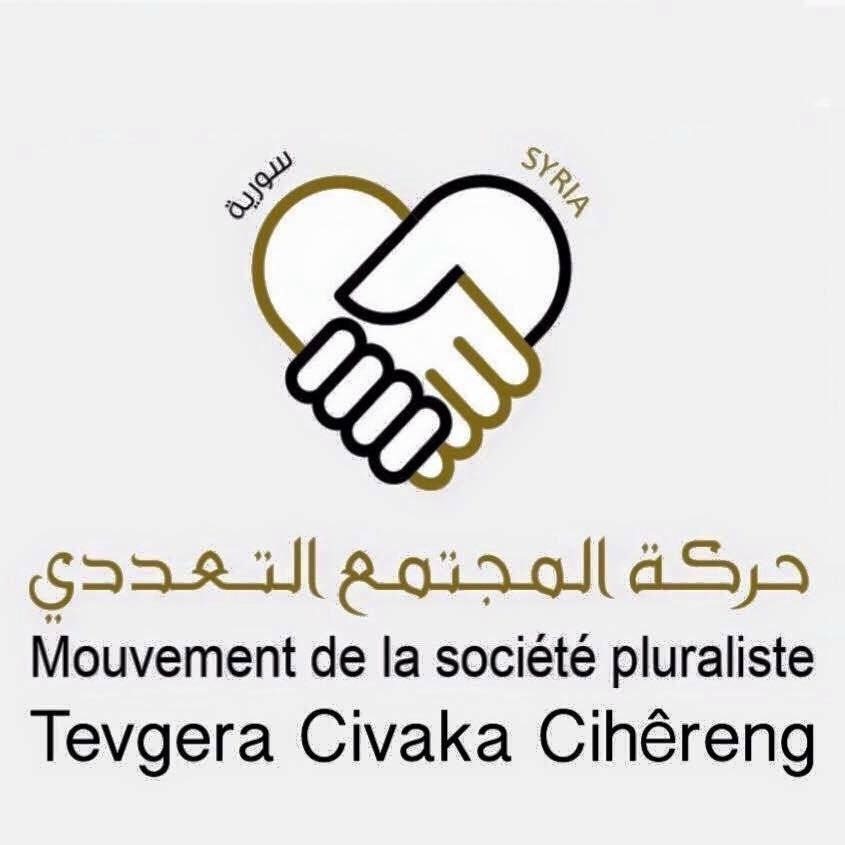 سورية
SYRIA
حركة المجتمع التعددي
Mouvement de la société pluraliste
Tevgera Civaka Cihêreng